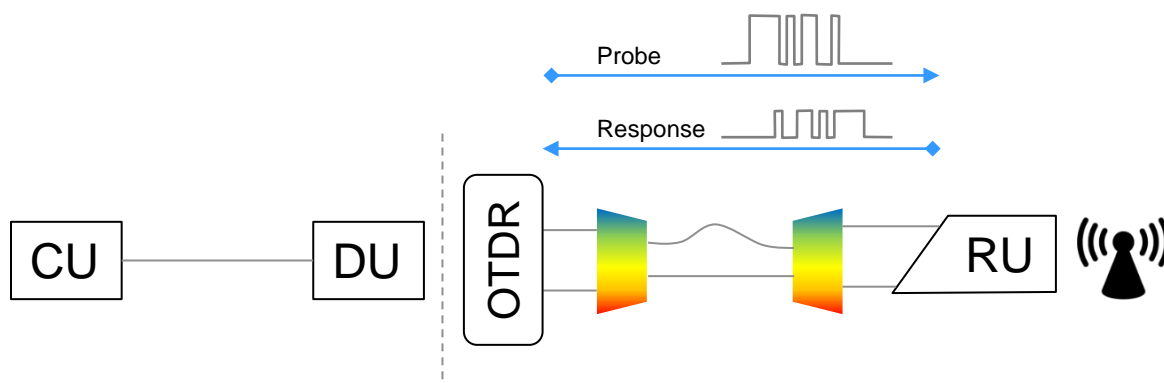 Probe
Response
CU
DU
OTDR
RU